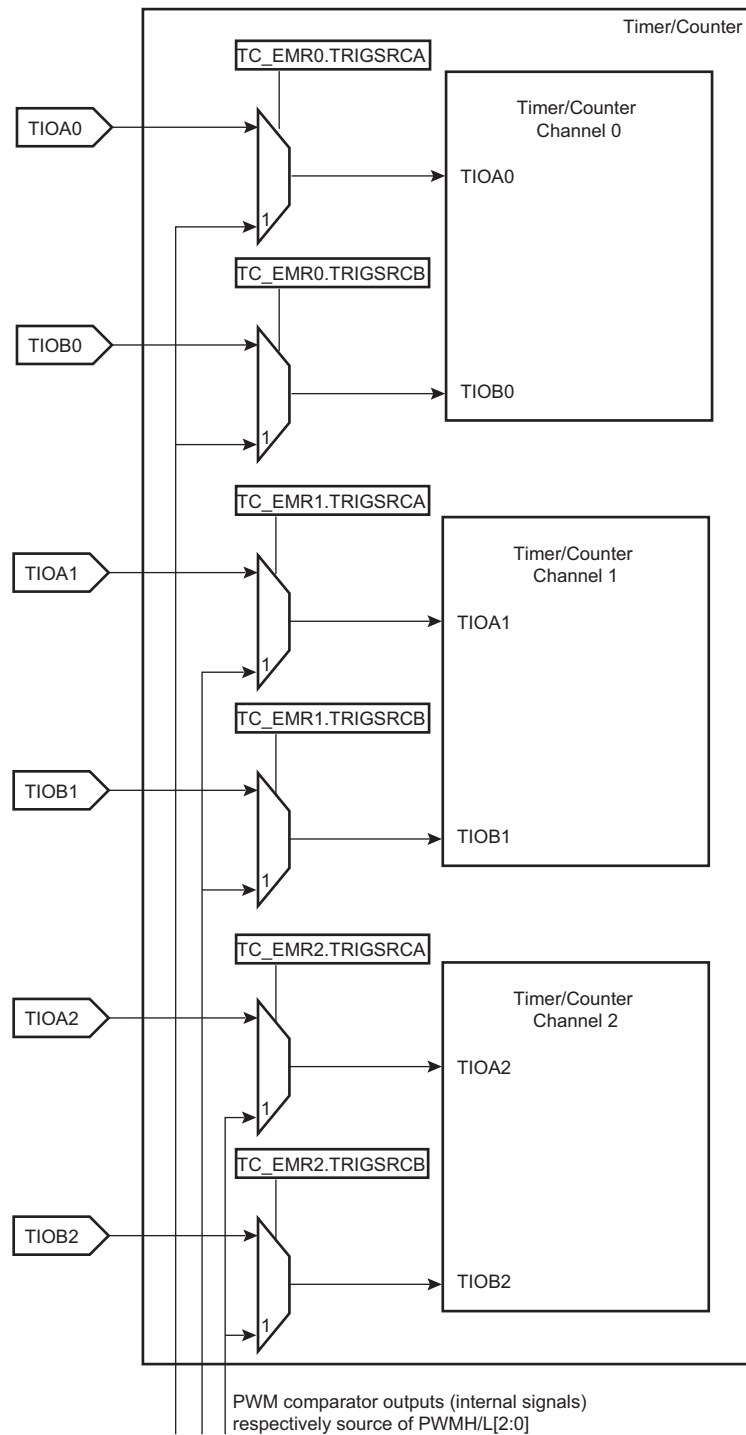 Timer/Counter
TC_EMR0.TRIGSRCA
Timer/Counter
Channel 0
TIOA0
TIOA0
1
TC_EMR0.TRIGSRCB
TIOB0
TIOB0
1
TC_EMR1.TRIGSRCA
Timer/Counter
Channel 1
TIOA1
TIOA1
1
TC_EMR1.TRIGSRCB
TIOB1
TIOB1
1
TC_EMR2.TRIGSRCA
Timer/Counter
Channel 2
TIOA2
TIOA2
1
TC_EMR2.TRIGSRCB
TIOB2
TIOB2
1
PWM comparator outputs (internal signals)
respectively source of PWMH/L[2:0]